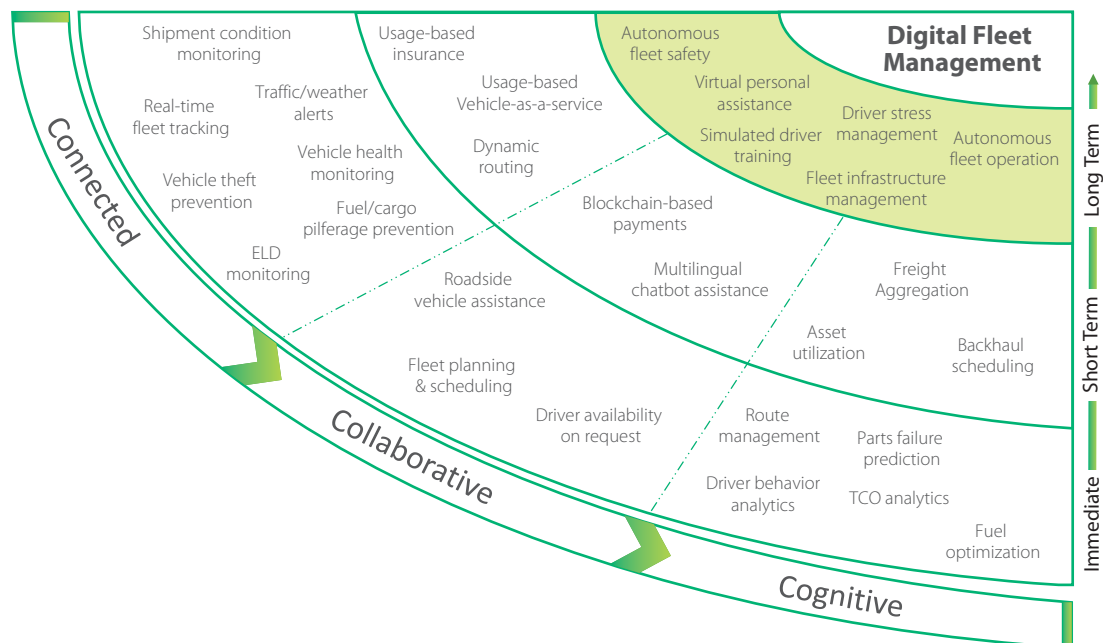 Digital Fleet
Management
Shipment condition
monitoring
Real-time
fleet tracking
Traffic/weather
alerts
Vehicle health
monitoring
Vehicle theft
prevention
Fuel/cargo
pilferage prevention
ELD
monitoring
Usage-based
insurance
Usage-based
Vehicle-as-a-service
Dynamic
routing
Autonomous
fleet safety
Virtual personal
assistance
Simulated driver
training
Driver stress
management
Autonomous
fleet operation
Fleet infrastructure
management
Blockchain-based
payments
Multilingual
chatbot assistance
Roadside
vehicle assistance
Fleet planning
& scheduling
Driver availability
on request
Freight
Aggregation
Asset
utilization
Backhaul
scheduling
Route
management
Parts failure
prediction
Driver behavior
analytics
TCO analytics
Fuel
optimization
Connected
Collaborative
Cognitive
Immediate
Short Term
Long Term